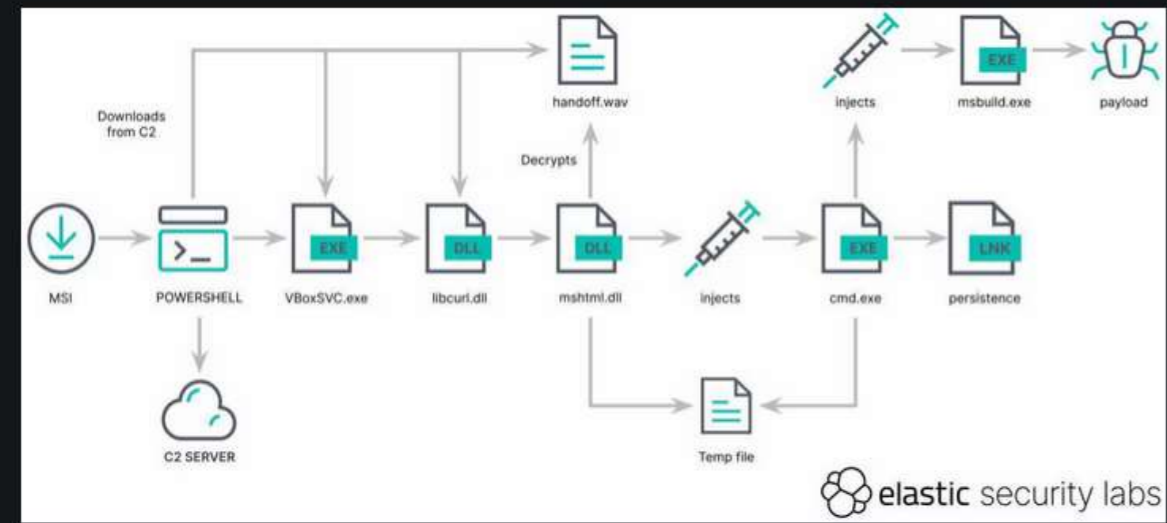 handoff.wav
EXE
injects
msbuild.exe
payload
Downloads
from C2
Decrypts
MSI
>_
POWERSHELL
EXE
VBoxSVC.exe
DLL
libcurl.dll
DLL
mshtml.dll
injects
EXE
cmd.exe
LNK
persistence
C2 SERVER
Temp file
elastic security labs